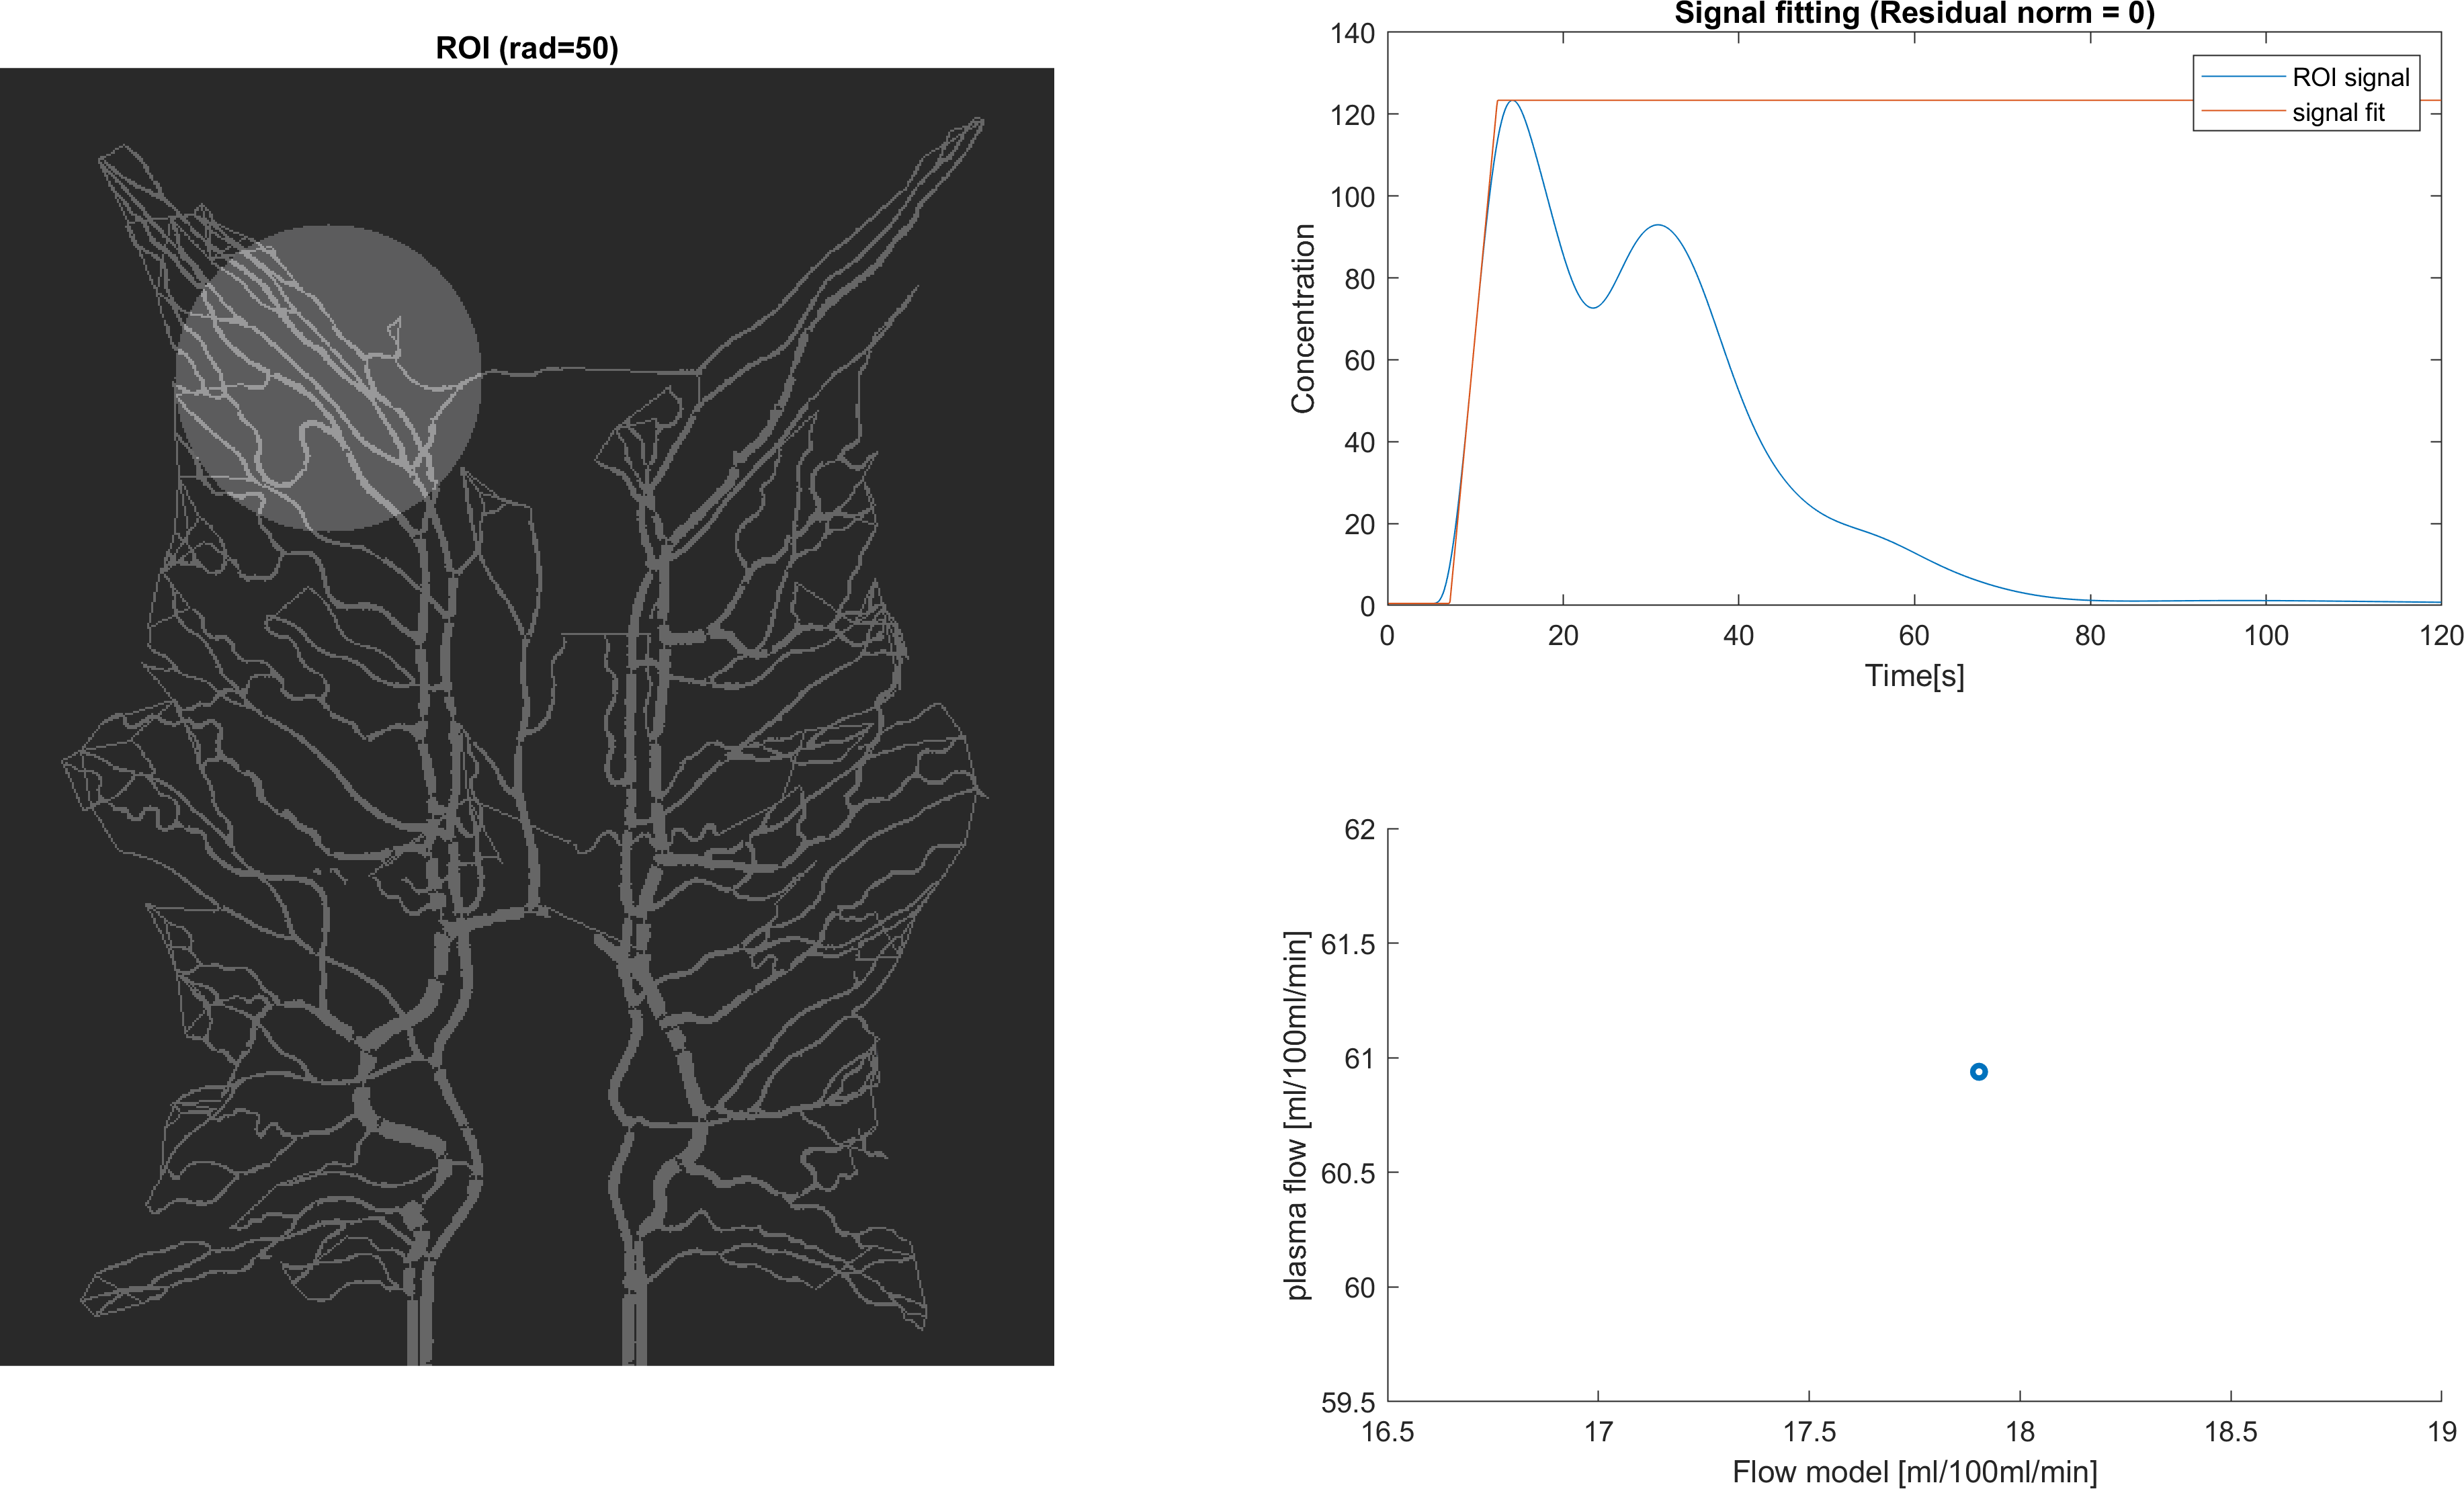 ROI (rad=50)
Signal fitting (Residual norm = 0)
140
120
100
80
60
40
20
0
Concentration
ROI signal
signal fit
0 20 40 60 80 100 120
Time[s]
62
61.5
61
60.5
60
59.5
plasma flow [ml/100ml/min]
16.5 17 17.5 18 18.5 19
Flow model [ml/100ml/min]